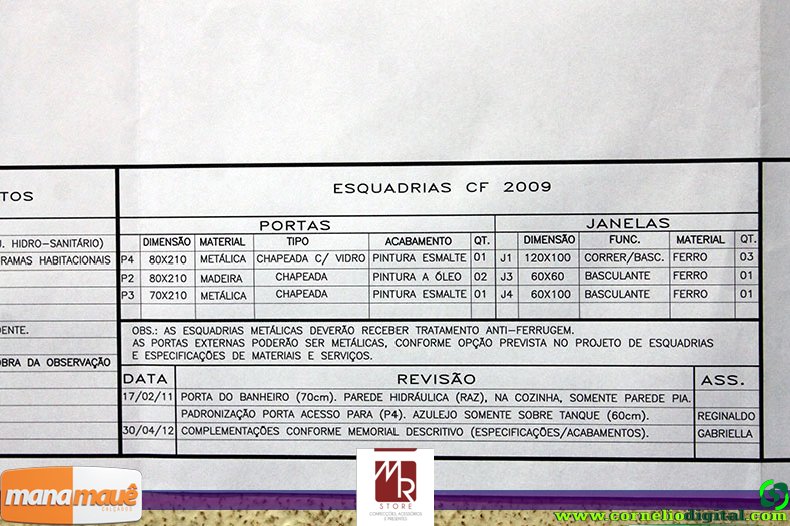 TOS
J. HIDRO-SANITÁRIO)
RAMAS HABITACIONAIS
DENTE.
OBRA DA OBSERVAÇÃO
ESQUADRIAS CF 2009
PORTAS JANELAS
DIMENSÃO MATERIAL TIPO ACABAMENTO QT. DIMENSÃO FUNC. MATERIAL QT.
P4 80X210 METÁLICA CHAPEADA C/ VIDRO PINTURA ESMALTE 01 J1 120X100 CORRER/BASC. FERRO 03
P2 80X210 MADEIRA CHAPEADA PINTURA A ÓLEO 02 J3 60X60 BASCULANTE FERRO 01
P3 70X210 METÁLICA CHAPEADA PINTURA ESMALTE 01 J4 60X100 BASCULANTE FERRO 01
OBS.: AS ESQUADRIAS METÁLICAS DEVERÃO RECEBER TRATAMENTO ANTI-FERRUGEM.
AS PORTAS EXTERNAS PODERÃO SER METÁLICAS, CONFORME OPÇÃO PREVISTA NO PROJETO DE ESQUADRIAS
E ESPECIFICAÇÕES DE MATERIAIS E SERVIÇOS.
DATA REVISÃO ASS.
17/02/11 PORTA DO BANHEIRO (70cm). PAREDE HIDRÁULICA (RAZ), NA COZINHA, SOMENTE PAREDE PIA.
PADRONIZAÇÃO PORTA ACESSO PARA (P4). AZULEJO SOMENTE SOBRE TANQUE (60cm). REGINALDO
30/04/12 COMPLEMENTAÇÕES CONFORME MEMORIAL DESCRITIVO (ESPECIFICAÇÕES/ACABAMENTOS). GABRIELLA
manamauê
CALÇADOS
MR
STORE
CONFECÇÕES, ACESSÓRIOS
E PRESENTES
www.corneliodigital.com